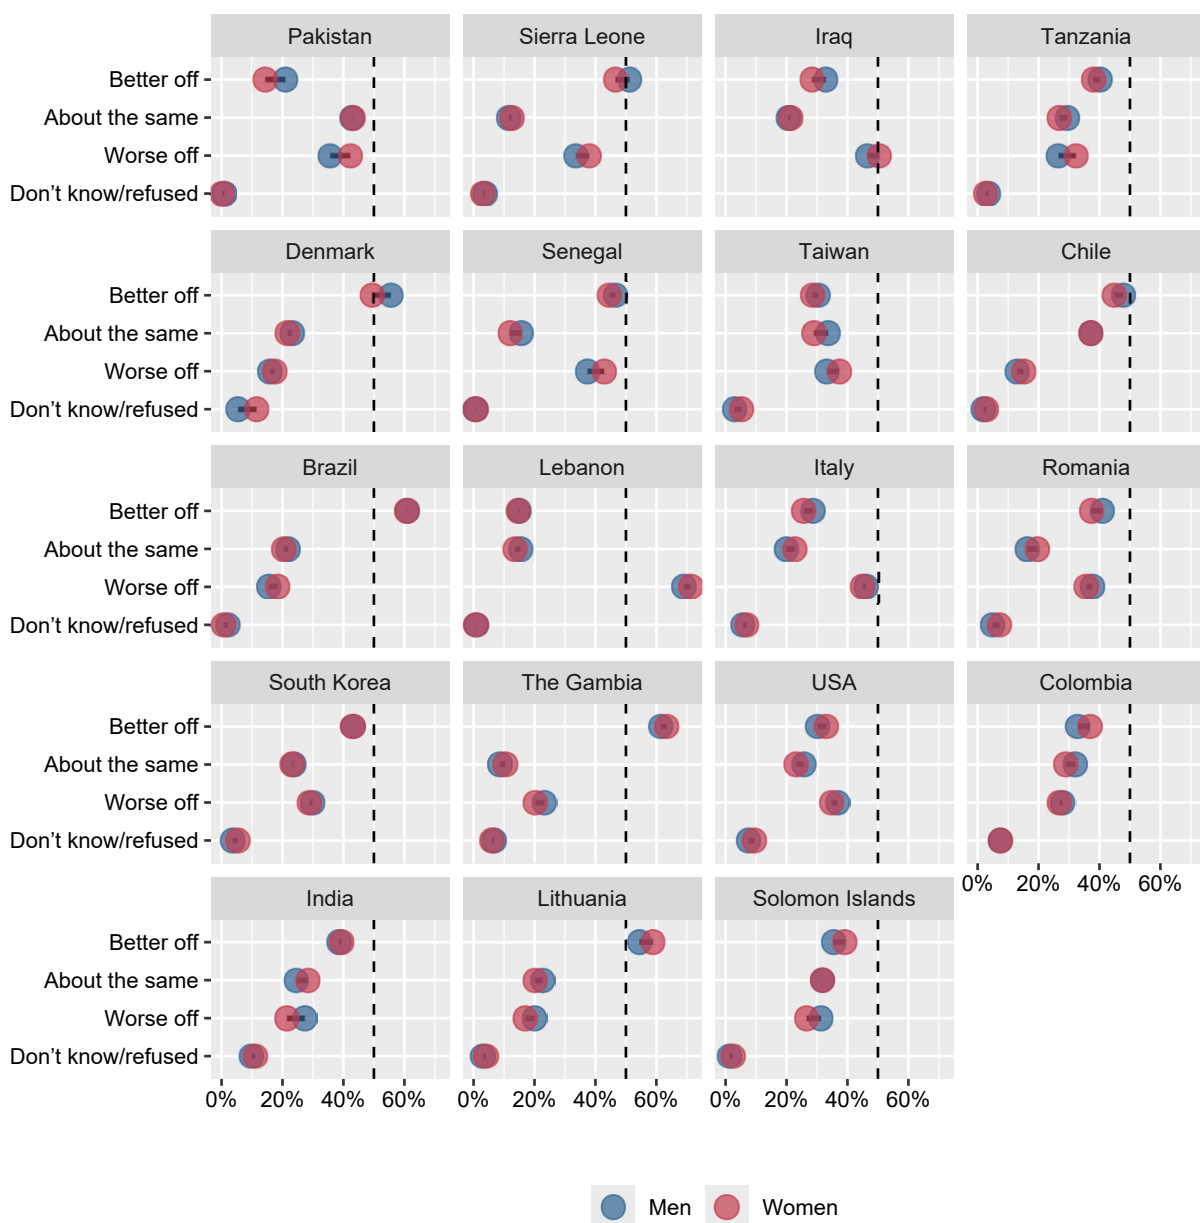 Pakistan Sierra Leone Iraq Tanzania
Better off
About the same
Worse off
Don’t know/refused
Denmark Senegal Taiwan Chile
Better off
About the same
Worse off
Don’t know/refused
Brazil Lebanon Italy Romania
Better off
About the same
Worse off
Don’t know/refused
South Korea The Gambia USA Colombia
Better off
About the same
Worse off
Don’t know/refused
0% 20% 40% 60%
India Lithuania Solomon Islands
Better off
About the same
Worse off
Don’t know/refused
0% 20% 40% 60% 0% 20% 40% 60% 0% 20% 40% 60%
Men Women